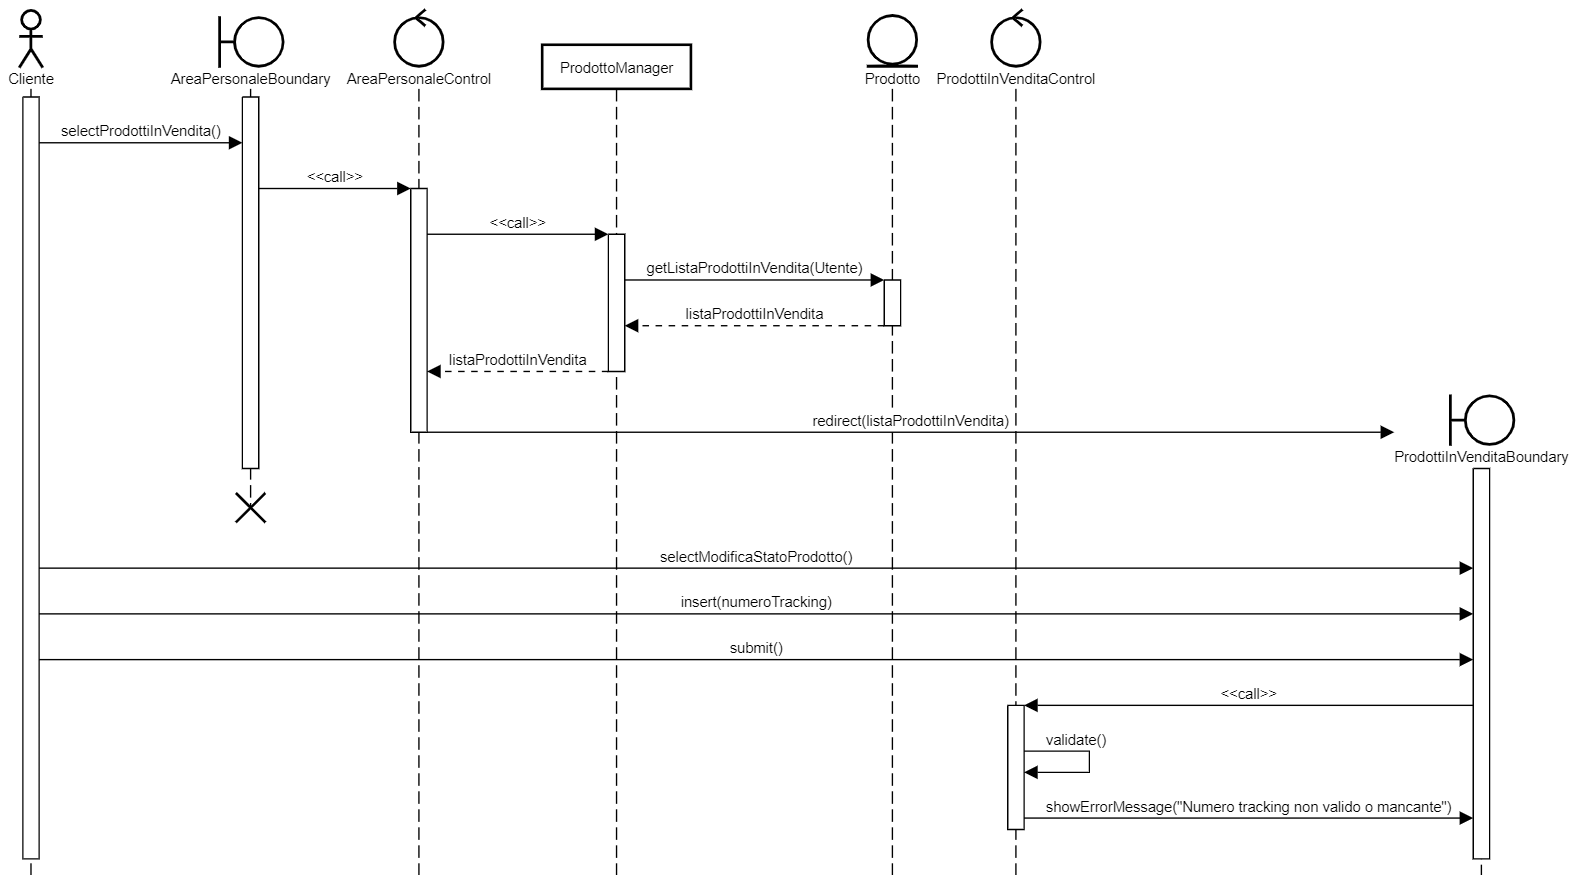 Cliente
AreaPersonaleBoundary
AreaPersonaleControl
ProdottoManager
Prodotto
ProdottiInVenditaControl
selectProdottiInVendita()
<<call>>
<<call>>
getListaProdottiInVendita(Utente)
listaProdottiInVendita
listaProdottiInVendita
redirect(listaProdottiInVendita)
ProdottiInVenditaBoundary
selectModificaStatoProdotto()
insert(numeroTracking)
submit()
<<call>>
validate()
showErrorMessage("Numero tracking non valido o mancante")